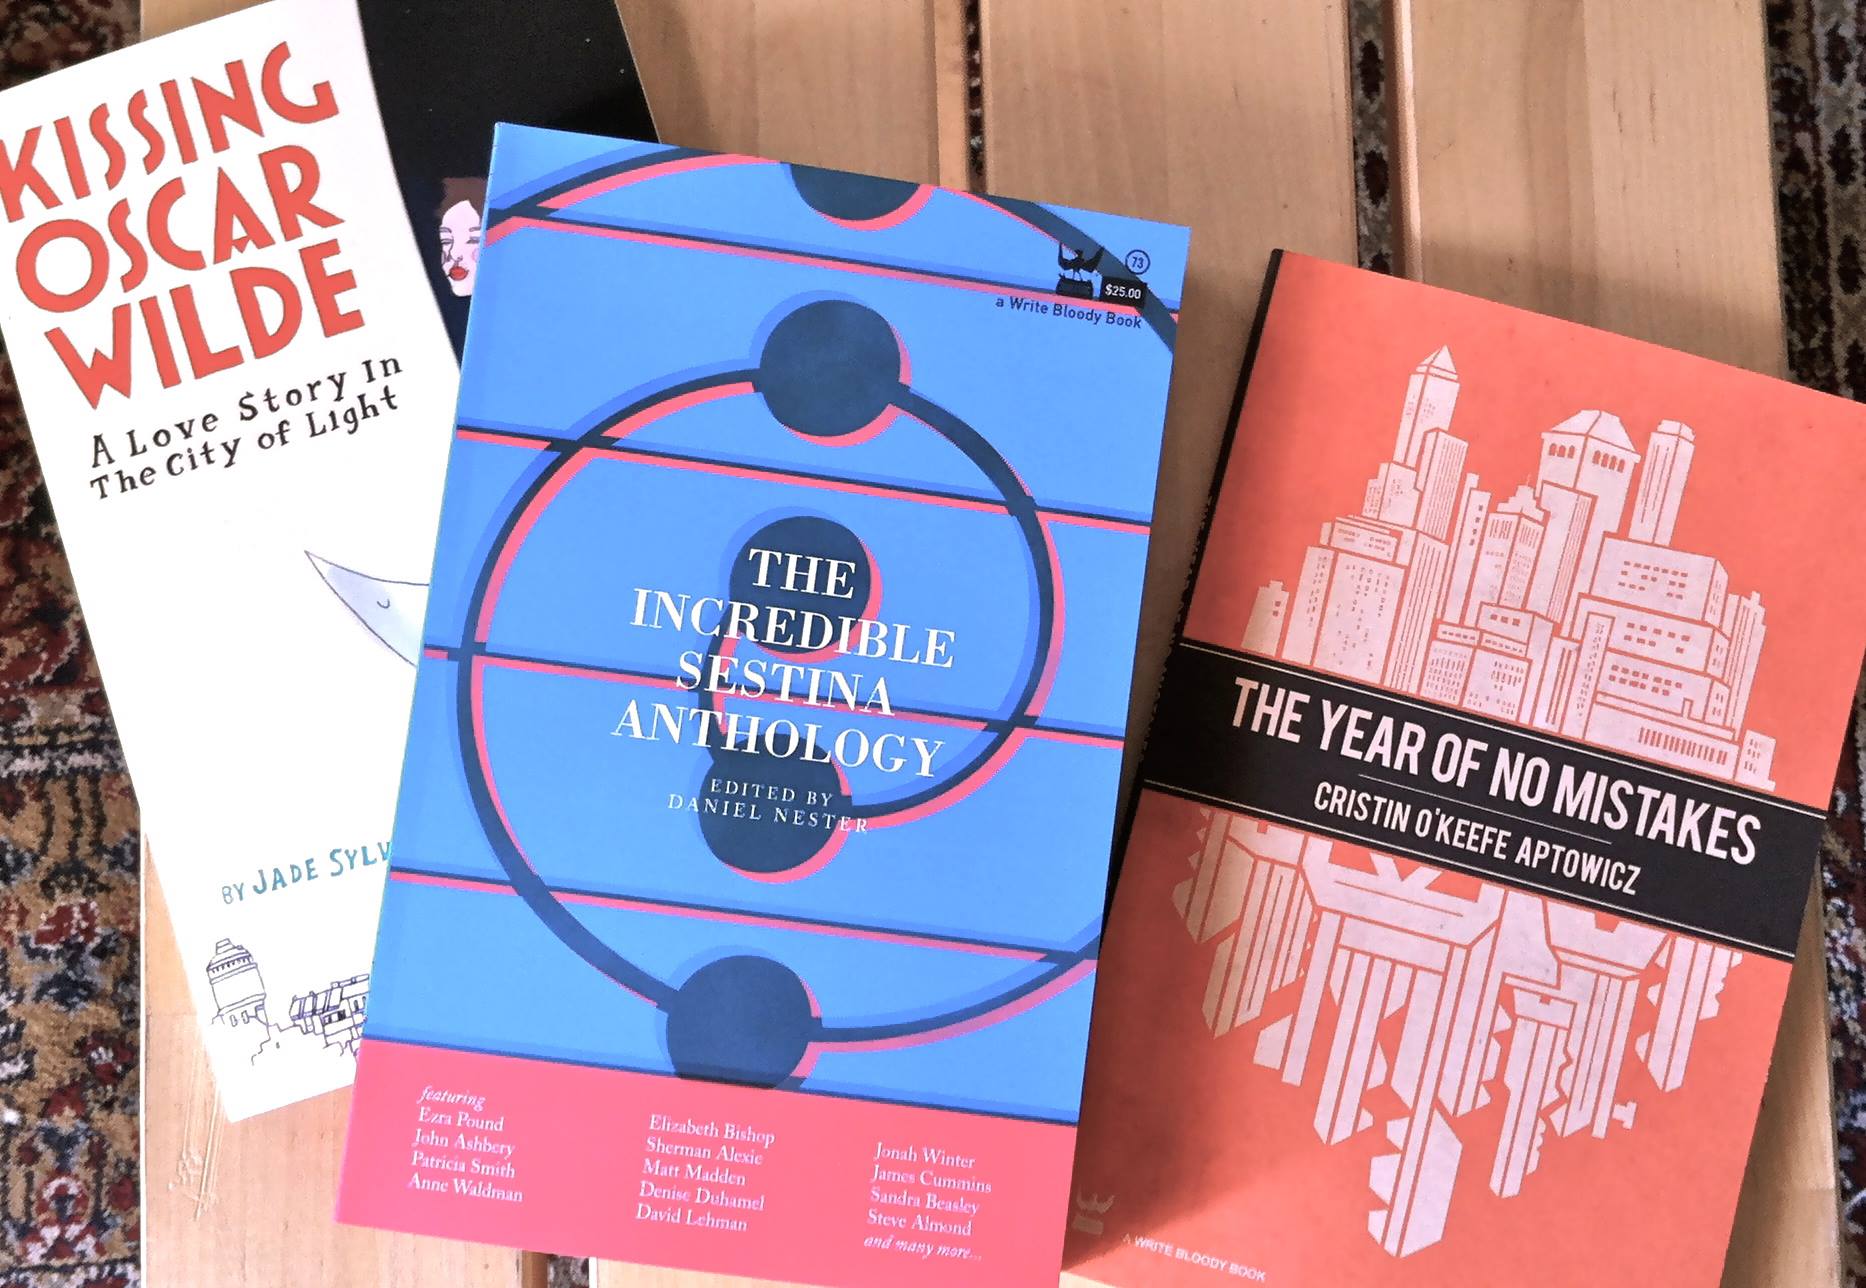 KISSING
OSCAR
WILDE
A Love Story In
The City of Light
BY JADE SYLV
73
$25.00
a Write Bloody Book
THE
INCREDIBLE
SESTINA
ANTHOLOGY
EDITED BY
DANIEL NESTER
featuring
Ezra Pound
John Ashbery
Patricia Smith
Anne Waldman
Elizabeth Bishop
Sherman Alexie
Matt Madden
Denise Duhamel
David Lehman
Jonah Winter
James Cummins
Sandra Beasley
Steve Almond
and many more...
THE YEAR OF NO MISTAKES
CRISTIN O'KEEFE APTOWICZ
A WRITE BLOODY BOOK